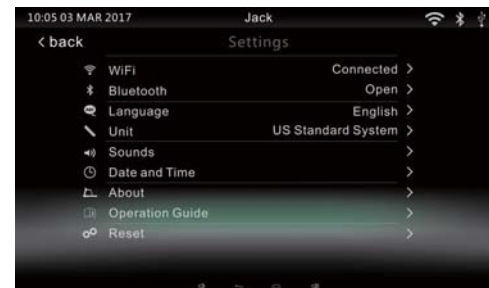 10:05 03 MAR 2017 Jack
< back Settings
WiFi Connected >
Bluetooth Open >
Language English >
Unit US Standard System >
Sounds >
Date and Time >
About >
Operation Guide >
Reset >